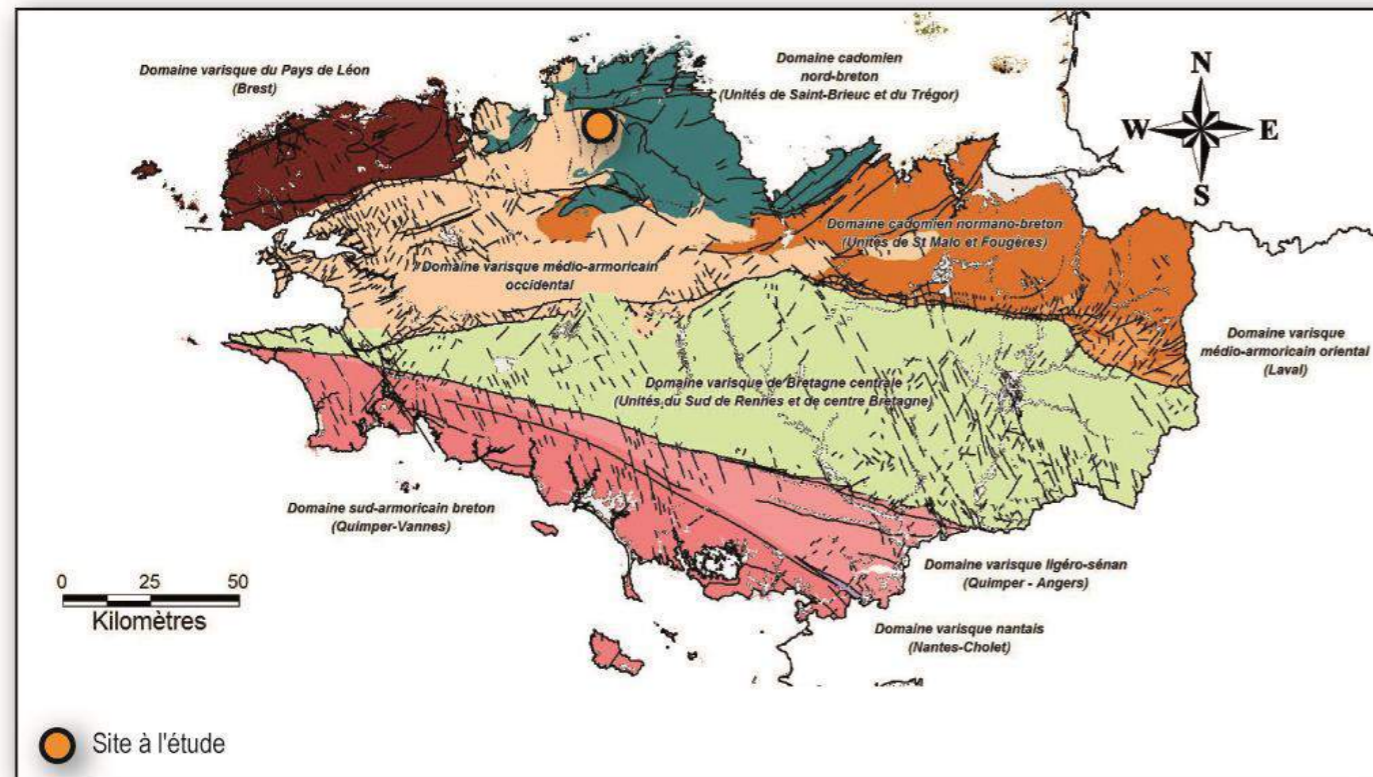 Domaine varisque du Pays de Léon
(Brest)
Domaine cadomien
nord-breton
(Unités de Saint-Brieuc et du Trégor)
N
W
E
S
Domaine cadomien normano-breton
(Unités de St Malo et Fougères)
Domaine varisque médio-armoricain
occidental
Domaine varisque
médio-armoricain oriental
(Laval)
Domaine varisque de Bretagne centrale
(Unités du Sud de Rennes et de centre Bretagne)
Domaine sud-armoricain breton
(Quimper-Vannes)
Domaine varisque ligéro-sénan
(Quimper - Angers)
Domaine varisque nantais
(Nantes-Cholet)
0 25 50
Kilomètres
Site à l'étude